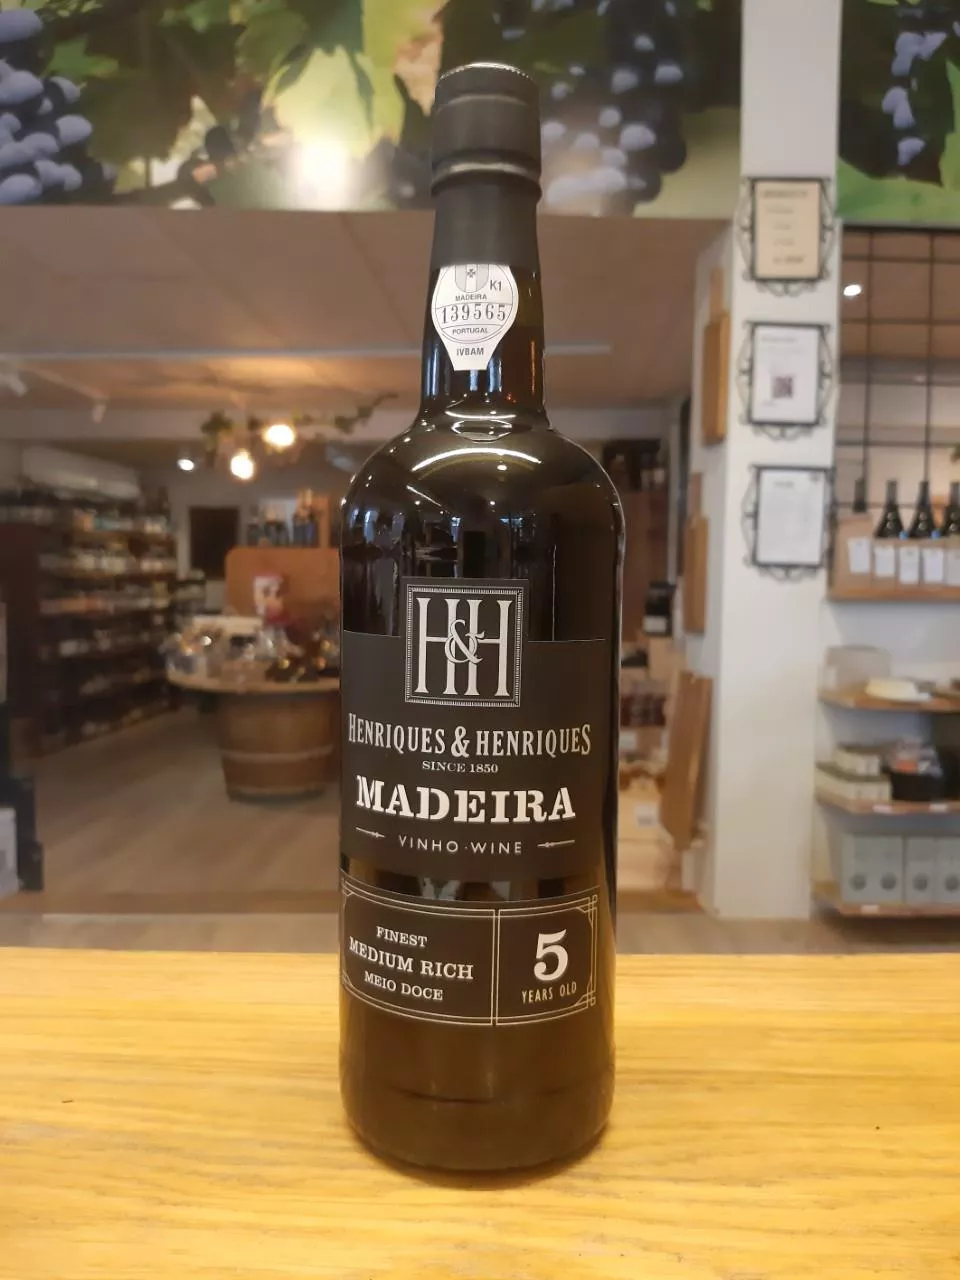 K1
MADEIRA
139565
PORTUGAL
IVBAM
H&H
HENRIQUES & HENRIQUES
SINCE 1850
MADEIRA
VINHO·WINE
FINEST
MEDIUM RICH
MEIO DOCE
5
YEARS OLD